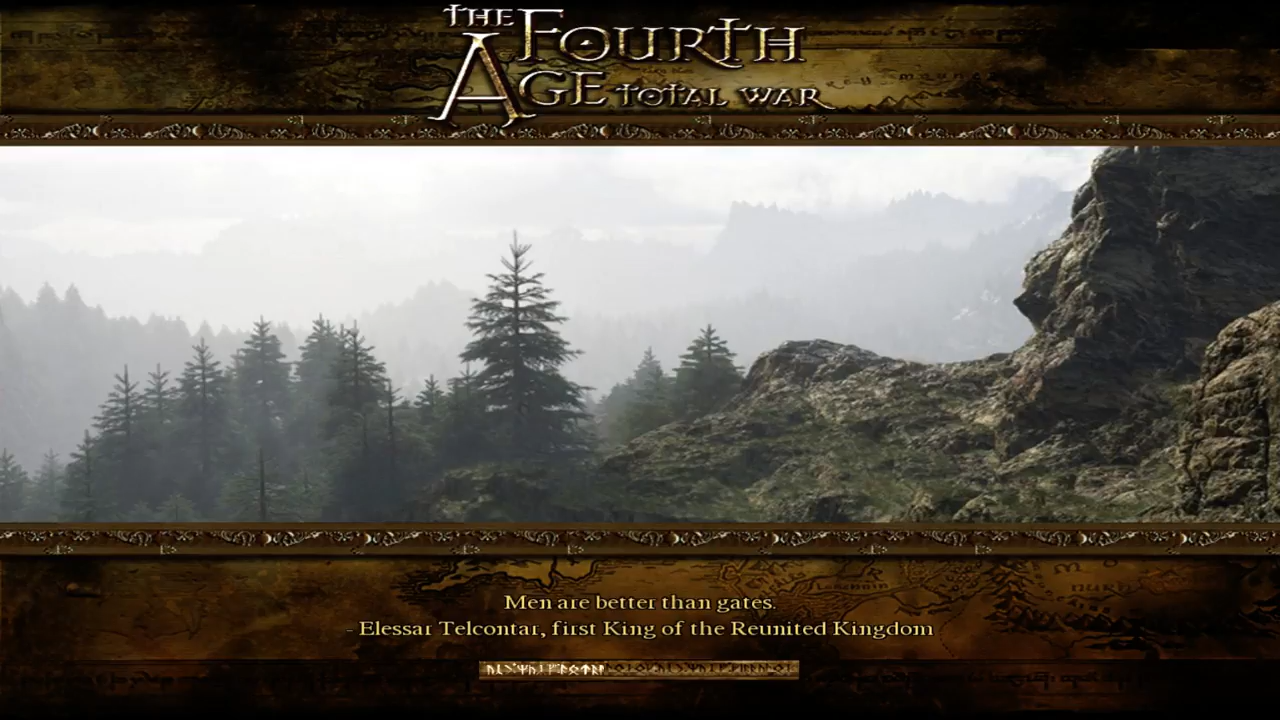 THE FOURTH
AGE TOTAL WAR
Men are better than gates.
- Elessar Telcontar, first King of the Reunited Kingdom